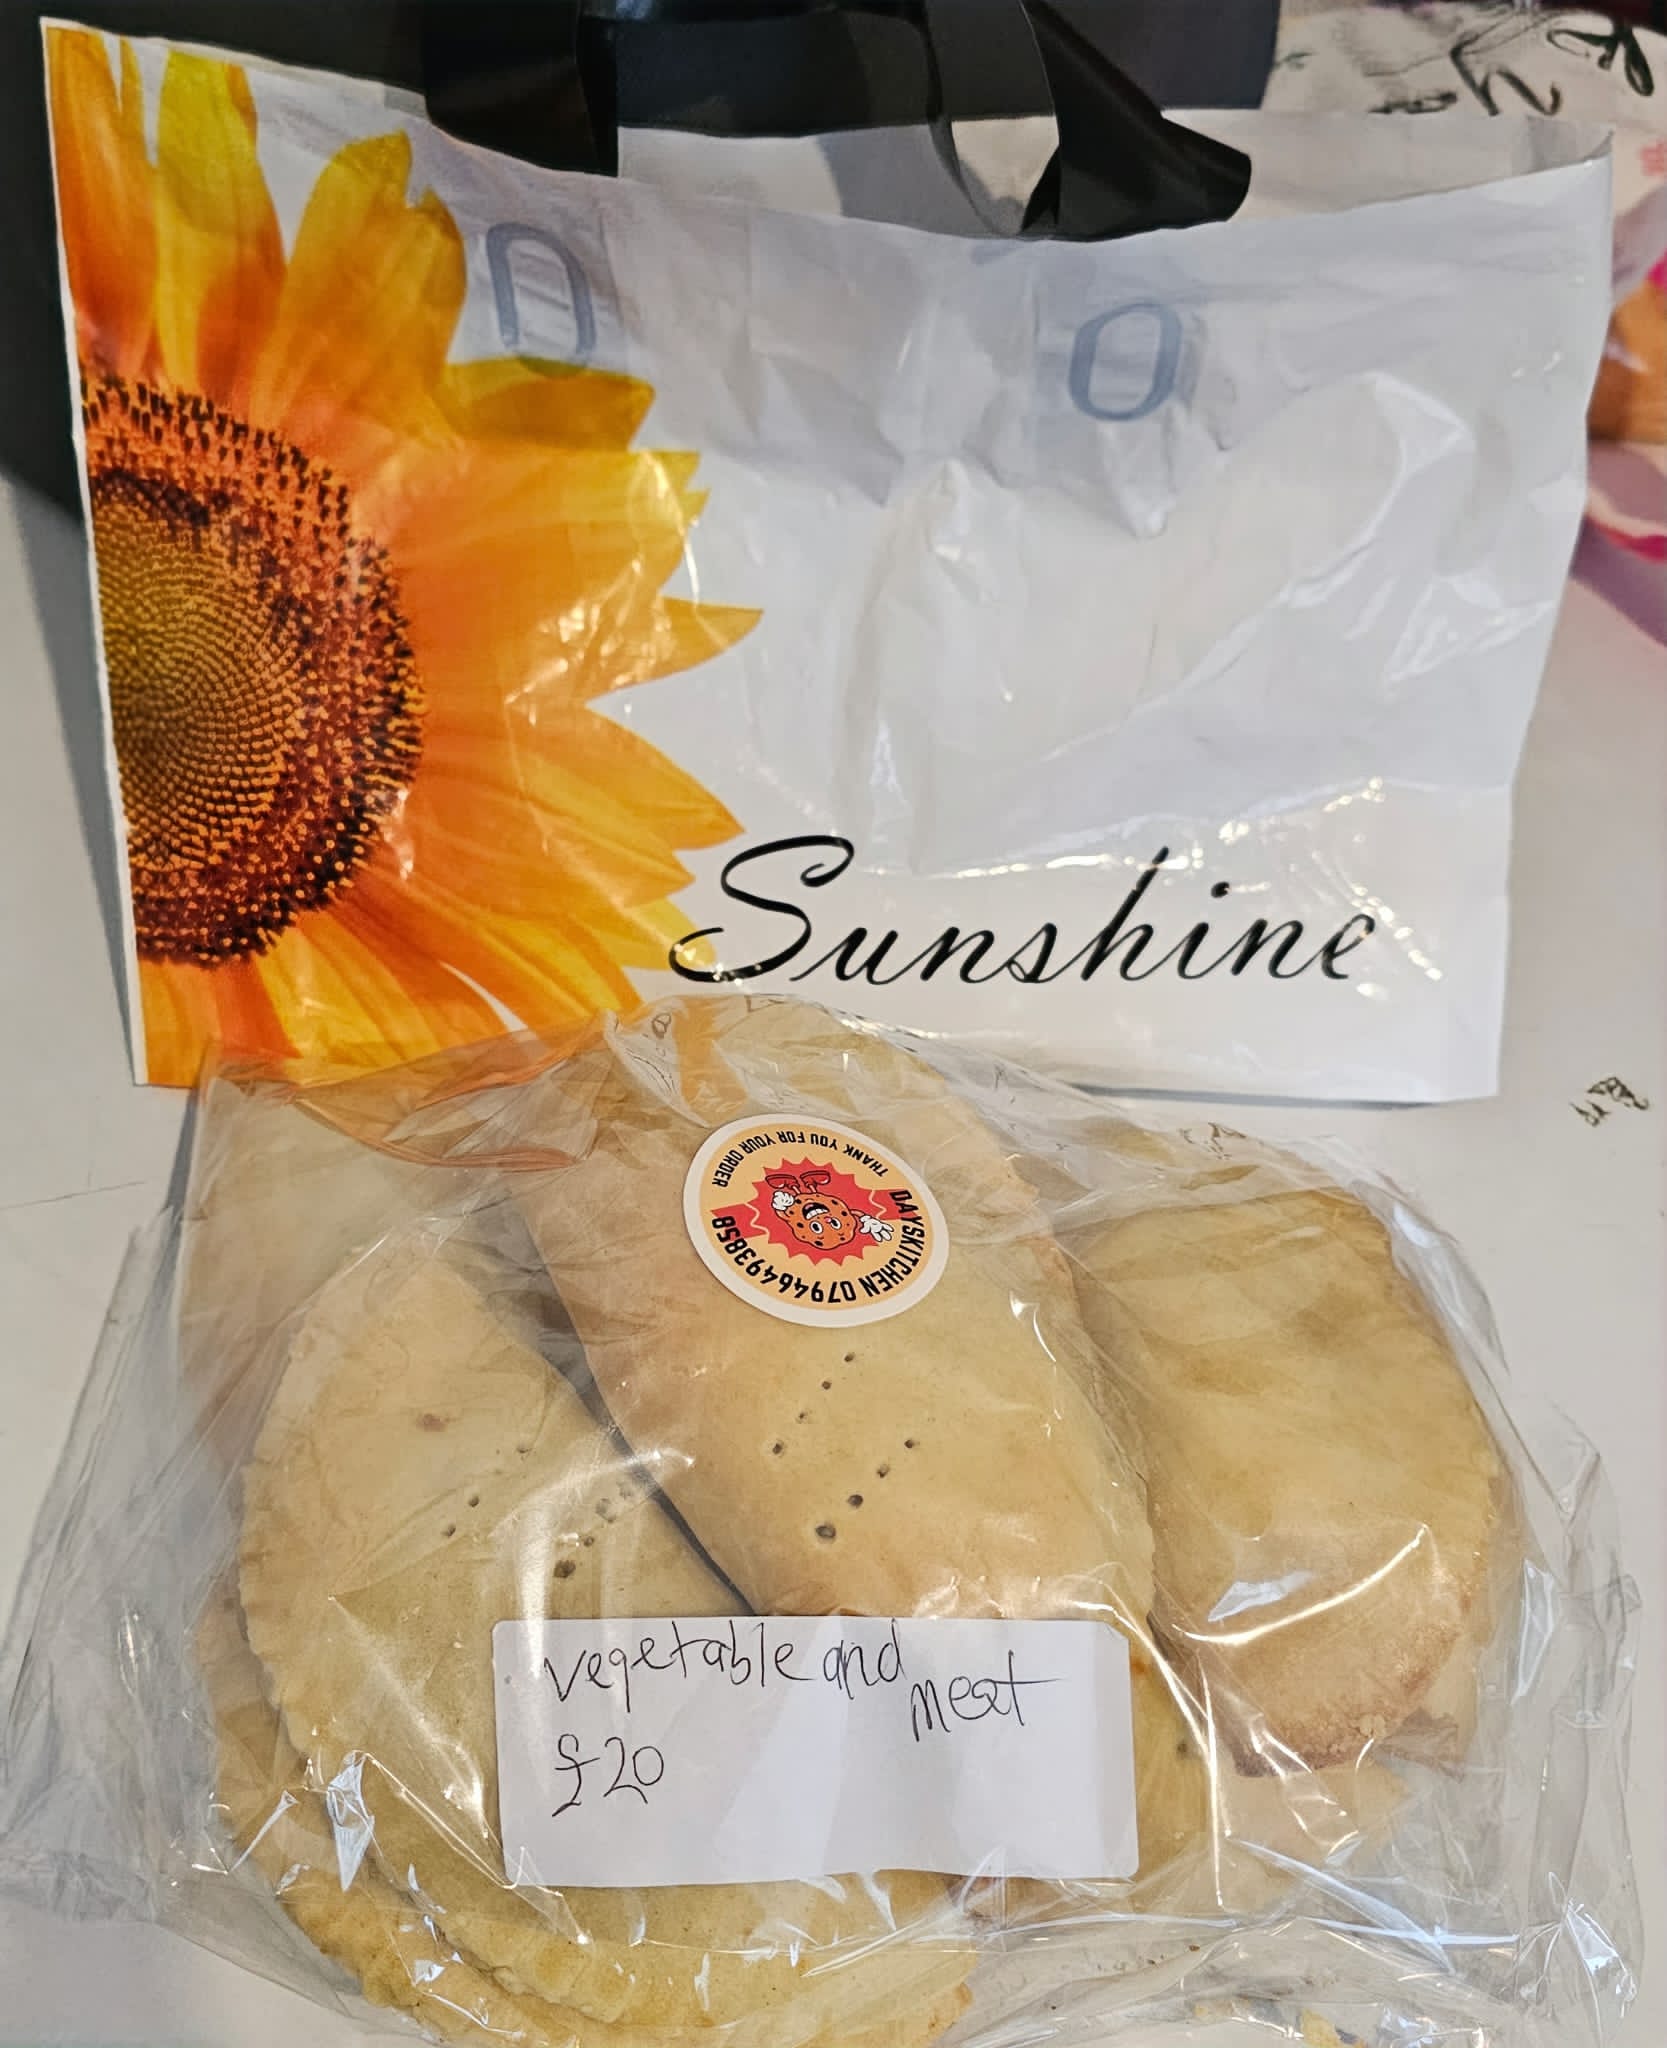 Sunshine
THANK YOU FOR YOUR ORDER
DAYSKITCHEN 07946493858
vegetable and
meat
£20